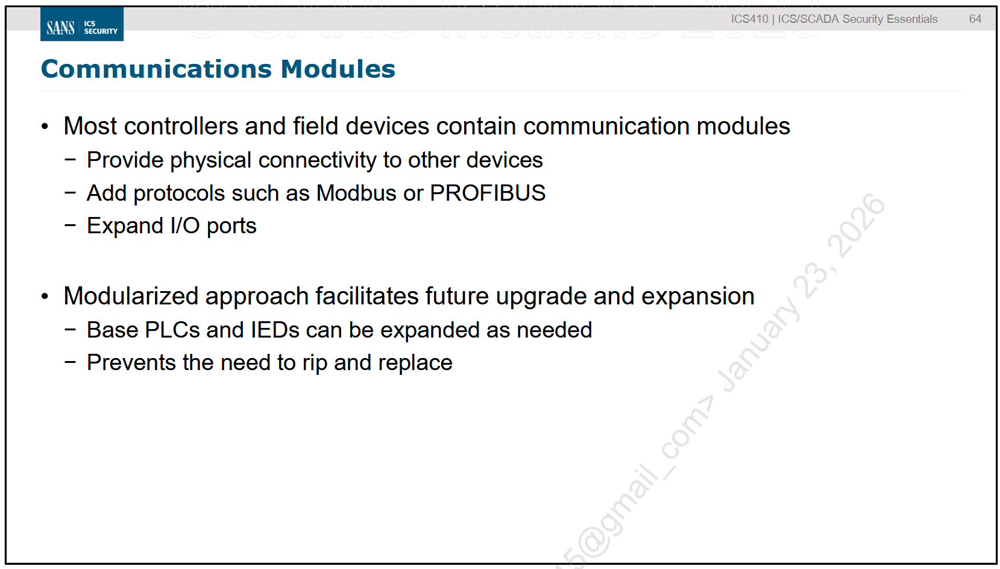 © SANS Institute 2026
ICS410 | ICS/SCADA Security Essentials 64
SANS ICS SECURITY
Communications Modules
• Most controllers and field devices contain communication modules
− Provide physical connectivity to other devices
− Add protocols such as Modbus or PROFIBUS
− Expand I/O ports
• Modularized approach facilitates future upgrade and expansion
− Base PLCs and IEDs can be expanded as needed
− Prevents the need to rip and replace
15@gmail_com> January 23, 2026